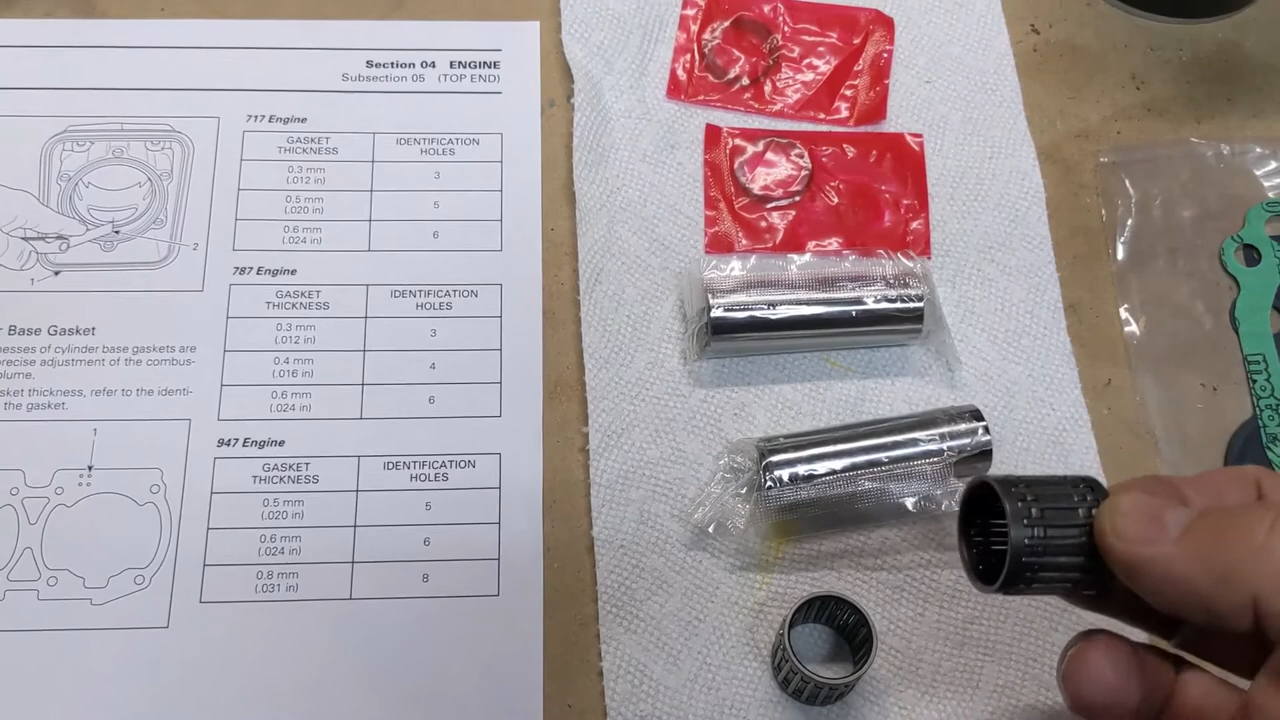 Section 04 ENGINE
Subsection 05 (TOP END)
2
1
Base Gasket
nesses of cylinder base gaskets are
precise adjustment of the combus-
lume.
sket thickness, refer to the identi-
the gasket.
1
717 Engine
GASKET THICKNESS IDENTIFICATION HOLES
0.3 mm (.012 in) 3
0.5 mm (.020 in) 5
0.6 mm (.024 in) 6
787 Engine
GASKET THICKNESS IDENTIFICATION HOLES
0.3 mm (.012 in) 3
0.4 mm (.016 in) 4
0.6 mm (.024 in) 6
947 Engine
GASKET THICKNESS IDENTIFICATION HOLES
0.5 mm (.020 in) 5
0.6 mm (.024 in) 6
0.8 mm (.031 in) 8